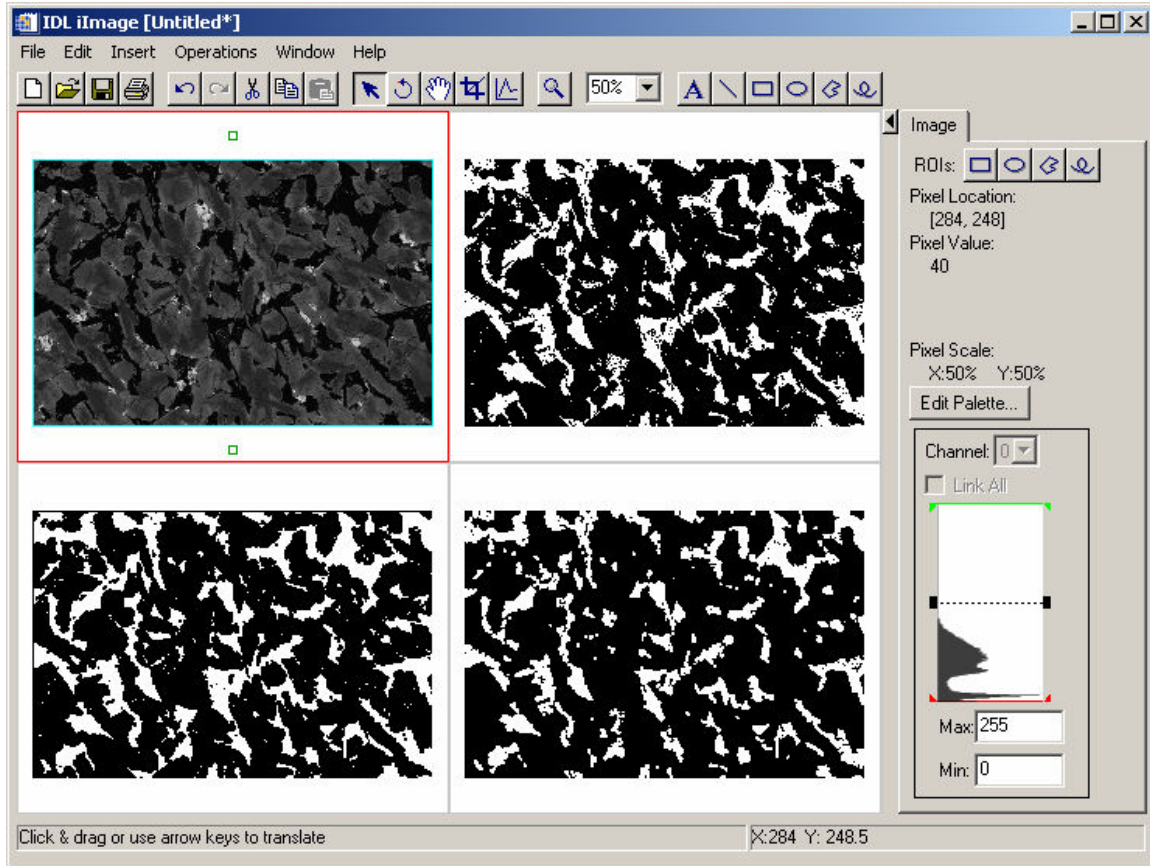 IDL iImage [Untitled*]
File Edit Insert Operations Window Help
50%
A
Image
ROIs:
Pixel Location:
[284, 248]
Pixel Value:
40
Pixel Scale:
X:50% Y:50%
Edit Palette...
Channel: 0
Link All
Max: 255
Min: 0
Click & drag or use arrow keys to translate
X:284 Y: 248.5